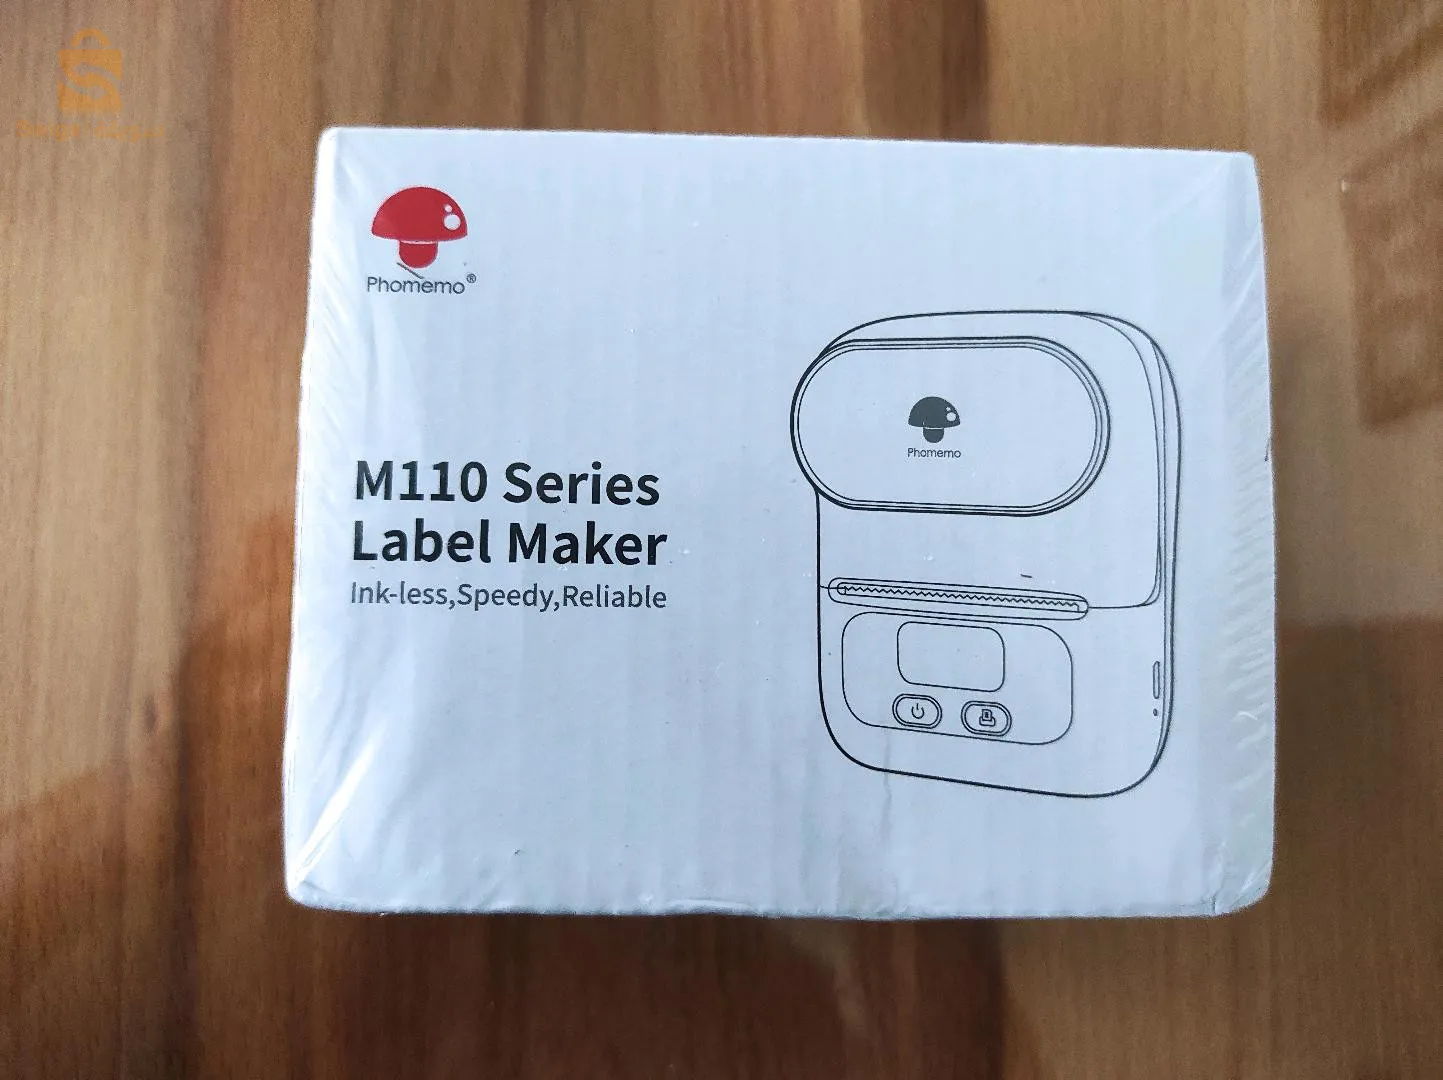 Phomemo®
M110 Series
Label Maker
Ink-less,Speedy,Reliable
Phomemo